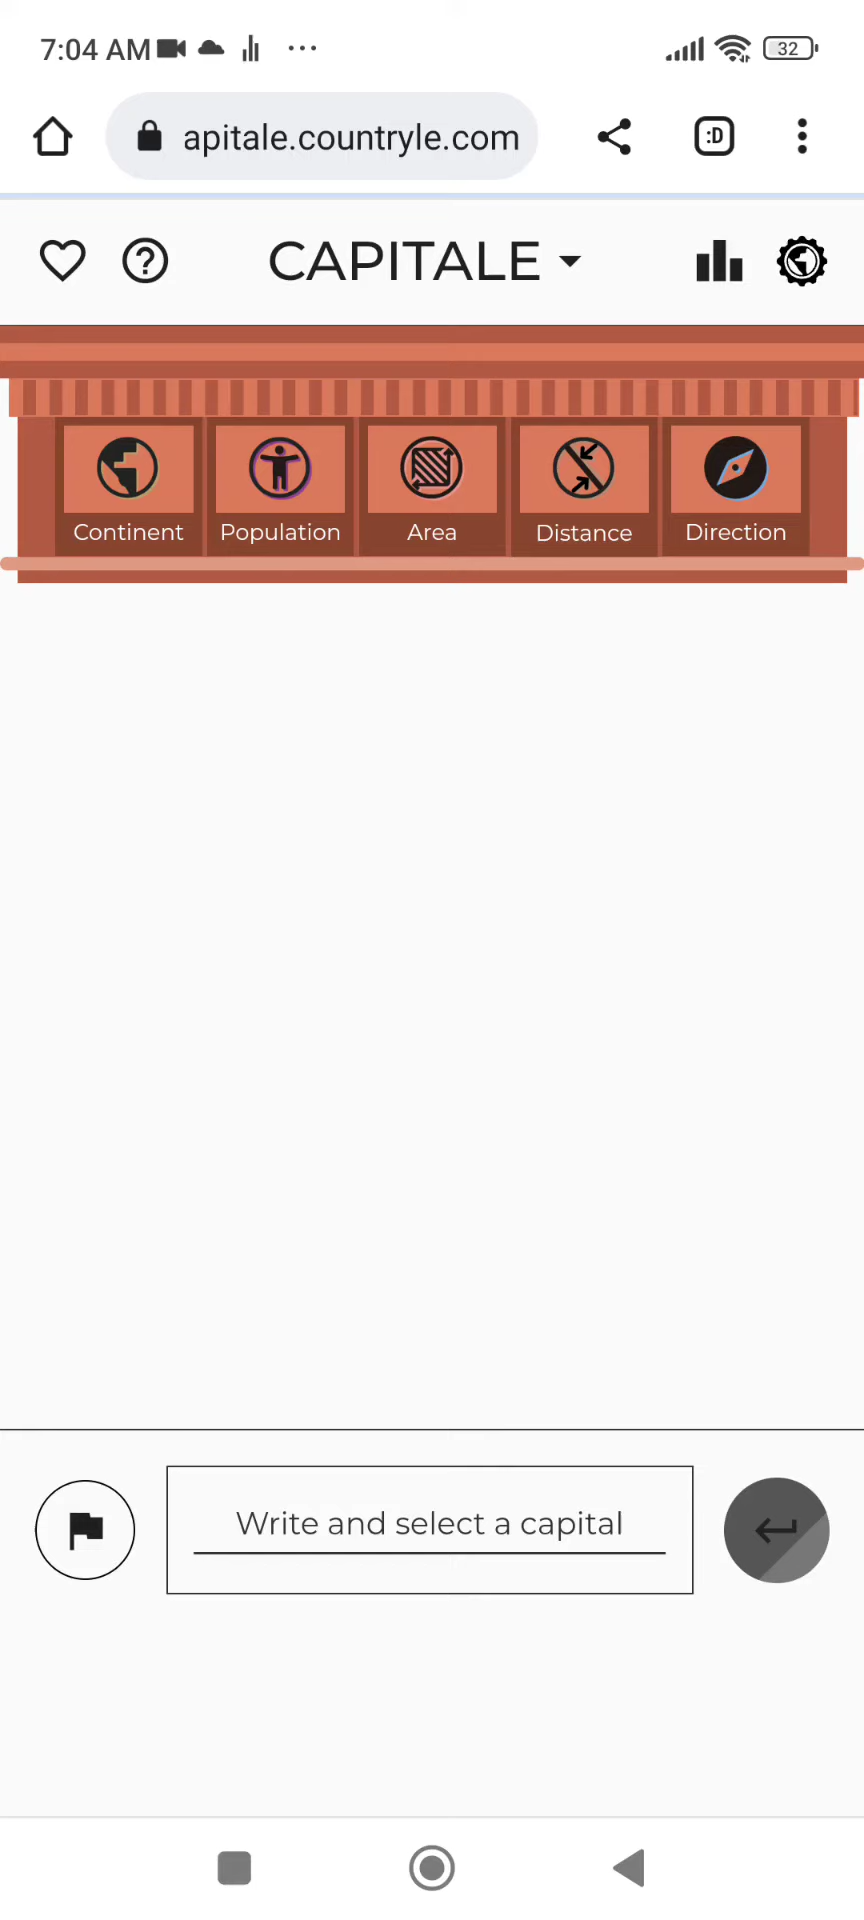 7:04 AM ... 32
apitale.countryle.com :D
CAPITALE
Continent Population Area Distance Direction
Write and select a capital